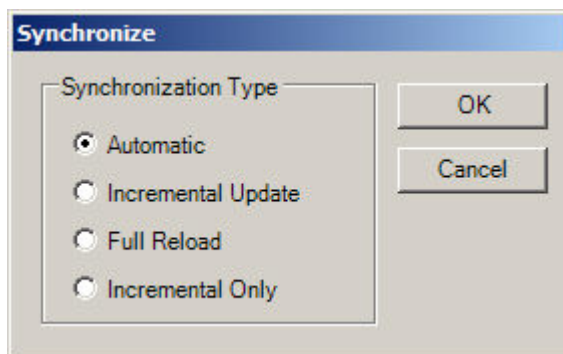 Synchronize
Synchronization Type
Automatic
Incremental Update
Full Reload
Incremental Only
OK
Cancel